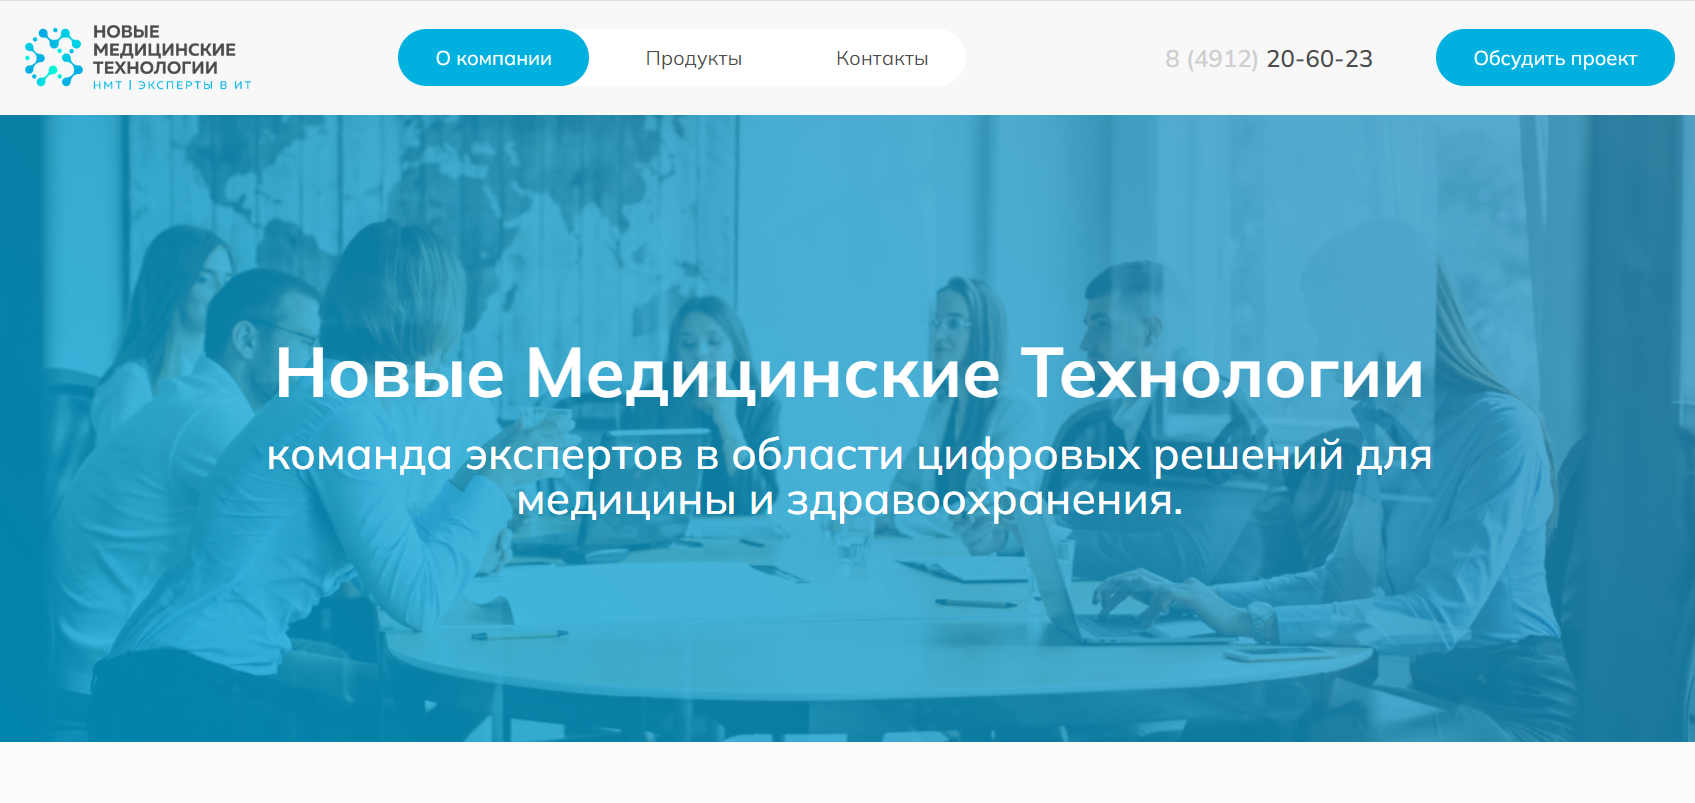 НОВЫЕ
МЕДИЦИНСКИЕ
ТЕХНОЛОГИИ
НМТ | ЭКСПЕРТЫ В ИТ
О компании
Продукты
Контакты
8 (4912) 20-60-23
Обсудить проект
Новые Медицинские Технологии
команда экспертов в области цифровых решений для
медицины и здравоохранения.